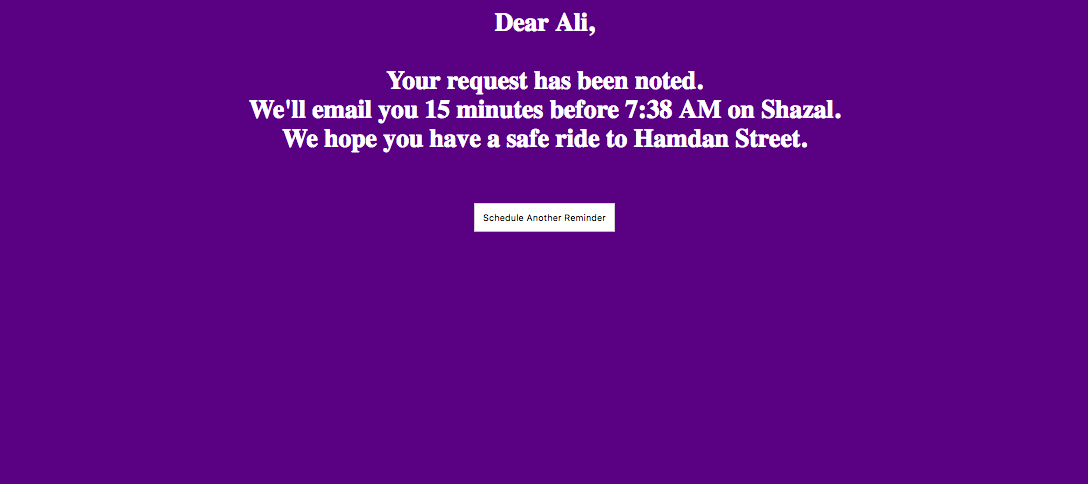 Dear Ali,
Your request has been noted.
We'll email you 15 minutes before 7:38 AM on Shazal.
We hope you have a safe ride to Hamdan Street.
Schedule Another Reminder